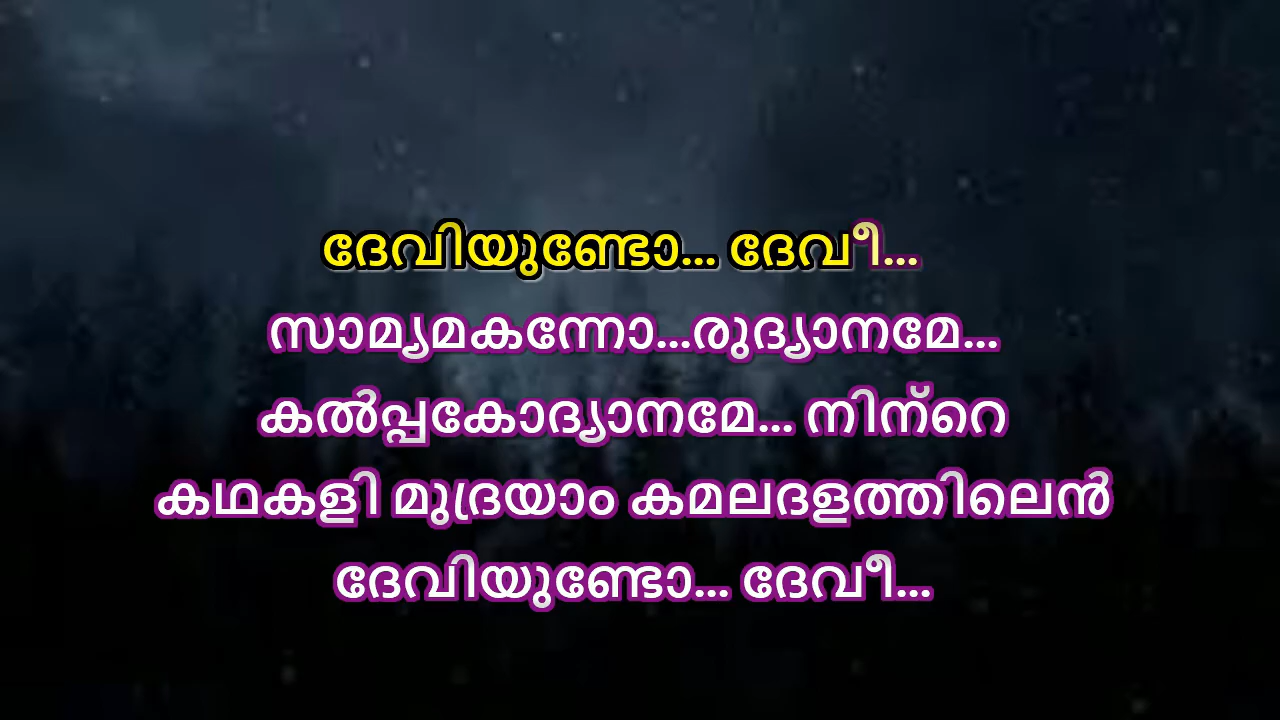 ദേവിയുണ്ടോ... ദേവീ...
സാമ്യമകന്നോ...രുദ്യാനമേ...
കൽപ്പകോദ്യാനമേ... നിന്റെ
കഥകളി മുദ്രയാം കമലദളത്തിലെൻ
ദേവിയുണ്ടോ... ദേവീ...